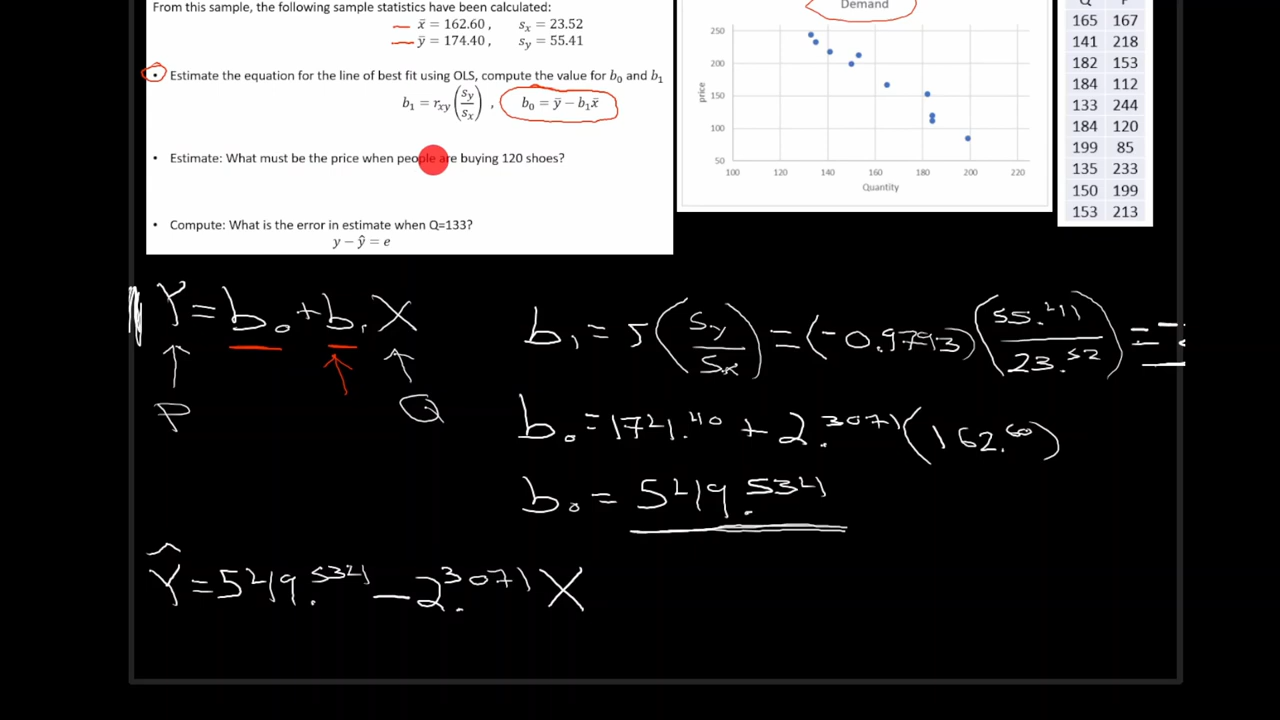 From this sample, the following sample statistics have been calculated:
x̄ = 162.60 , sₓ = 23.52
ȳ = 174.40 , s_y = 55.41
• Estimate the equation for the line of best fit using OLS, compute the value for b₀ and b₁
b₁ = r_xy (s_y / s_x) , b₀ = ȳ − b₁x̄
• Estimate: What must be the price when people are buying 120 shoes?
• Compute: What is the error in estimate when Q=133?
y − ŷ = e
Demand
price
250
200
150
100
50
100 120 140 160 180 200 220
Quantity
165 167
141 218
182 153
184 112
133 244
184 120
199 85
135 233
150 199
153 213
Y = b₀ + b₁ X
P
Q
b₁ = 5 (s_y / s_x) = (-0.9793) (55.41 / 23.52) =
b₀ = 174.40 + 2.3071 (162.60)
b₀ = 549.534
Ŷ = 549.534 − 2.3071 X